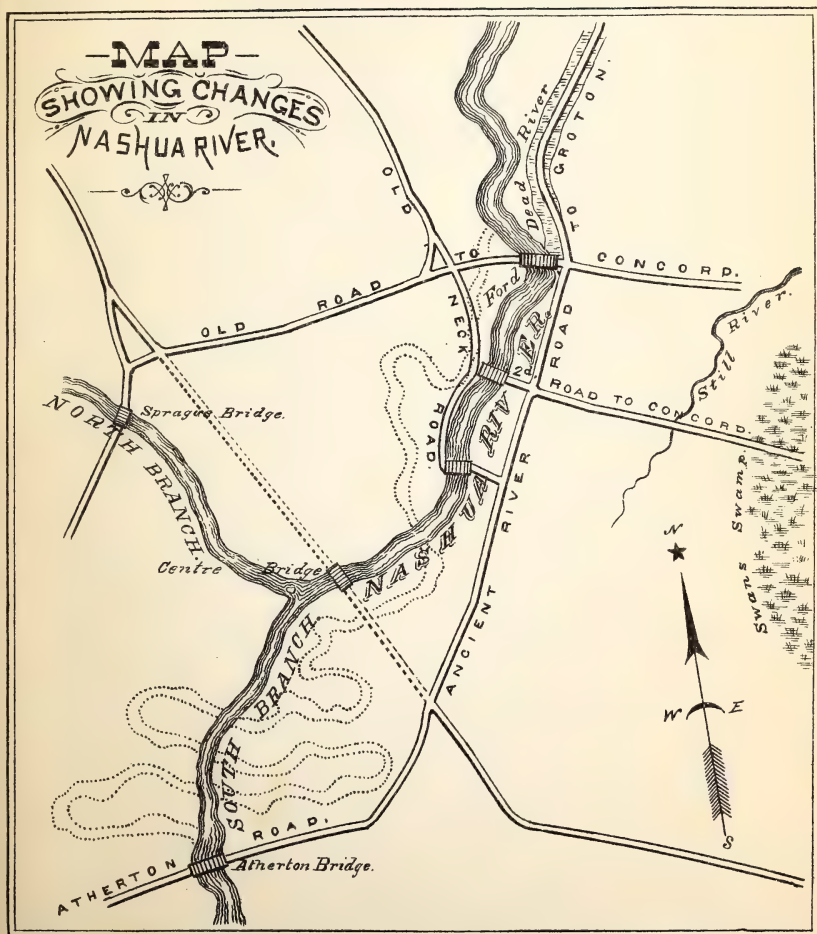 MAP
SHOWING CHANGES
IN
NASHUA RIVER.
Dead River
TO GROTON.
OLD NECK ROAD
OLD ROAD TO CONCORD.
Ford
Still River.
2d
ROAD TO CONCORD.
NASHUA RIVER.
NORTH BRANCH.
Sprague Bridge.
Centre Bridge
ANCIENT RIVER ROAD
Swans Swamp.
N
W E
S
SOUTH BRANCH
ATHERTON ROAD.
Atherton Bridge.